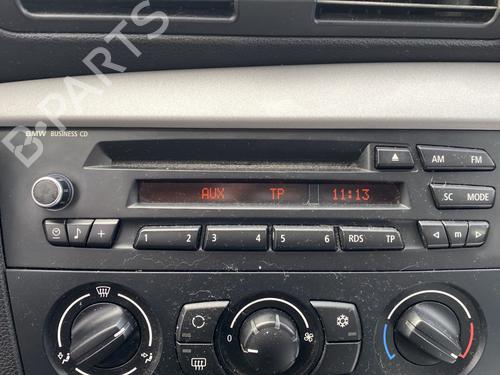 B-PARTS
BMW BUSINESS CD
AM FM
AUX TP 11:13
.SC MODE
1 2 3 4 5 6 RDS TP m
0